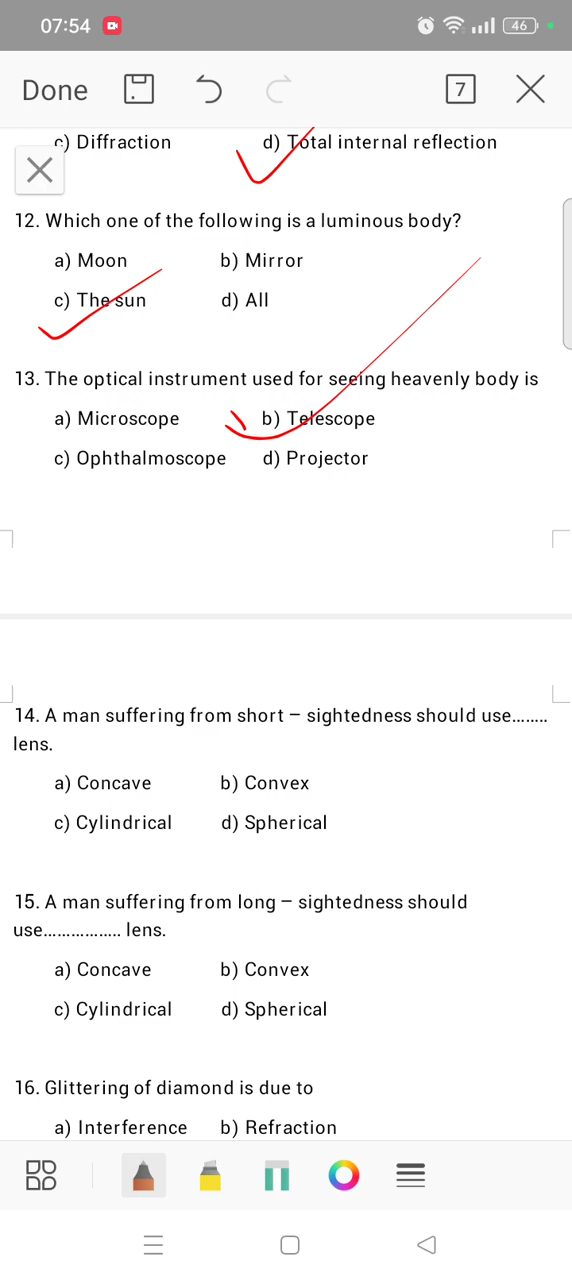 07:54 46
Done 7
c) Diffraction d) Total internal reflection
12. Which one of the following is a luminous body?
a) Moon b) Mirror
c) The sun d) All
13. The optical instrument used for seeing heavenly body is
a) Microscope b) Telescope
c) Ophthalmoscope d) Projector
14. A man suffering from short – sightedness should use........
lens.
a) Concave b) Convex
c) Cylindrical d) Spherical
15. A man suffering from long – sightedness should
use................. lens.
a) Concave b) Convex
c) Cylindrical d) Spherical
16. Glittering of diamond is due to
a) Interference b) Refraction